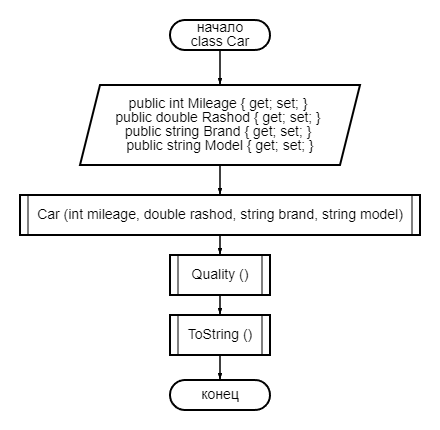 начало
class Car
public int Mileage { get; set; }
public double Rashod { get; set; }
public string Brand { get; set; }
public string Model { get; set; }
Car (int mileage, double rashod, string brand, string model)
Quality ()
ToString ()
конец